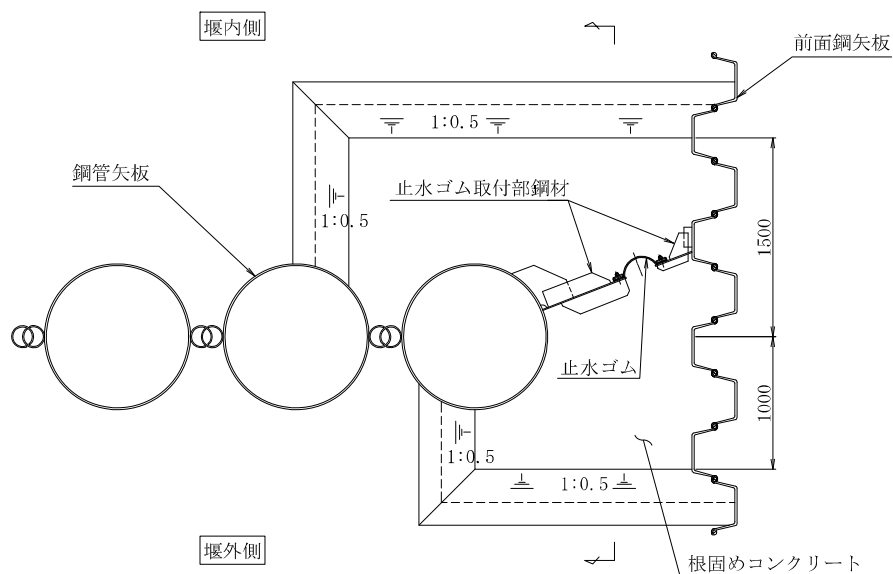 堰内側
前面鋼矢板
1:0.5
鋼管矢板
止水ゴム取付部鋼材
1:0.5
1500
止水ゴム
1000
1:0.5
1:0.5
堰外側
根固めコンクリート